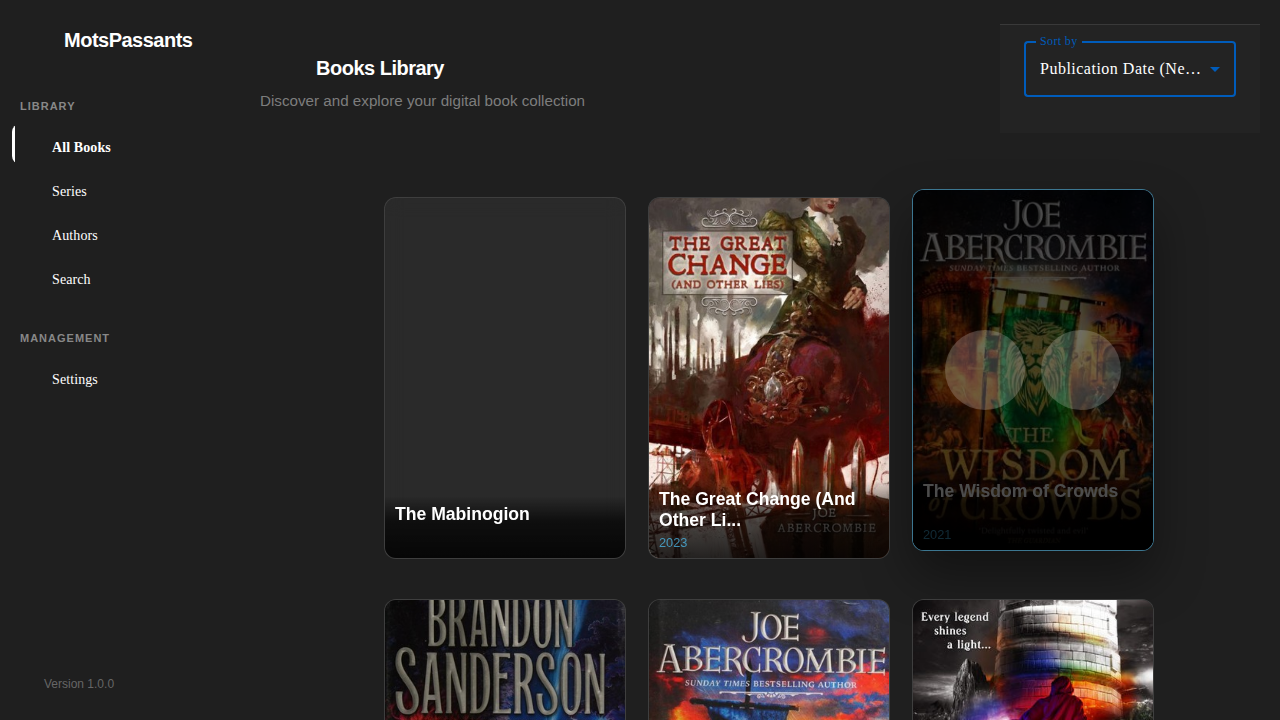 MotsPassants
LIBRARY
All Books
Series
Authors
Search
MANAGEMENT
Settings
Version 1.0.0
Books Library
Discover and explore your digital book collection
Sort by
Publication Date (Ne…
The Mabinogion
THE GREAT
CHANGE
(AND OTHER LIES)
JOE
ABERCROMBIE
The Great Change (And
Other Li...
2023
JOE
ABERCROMBIE
SUNDAY TIMES BESTSELLING AUTHOR
THE
WISDOM
of CROWDS
The Wisdom of Crowds
2021
BRANDON
SANDERSON
JOE
ABERCROMBIE
SUNDAY TIMES BESTSELLING AUTHOR
Every legend
shines
a light...